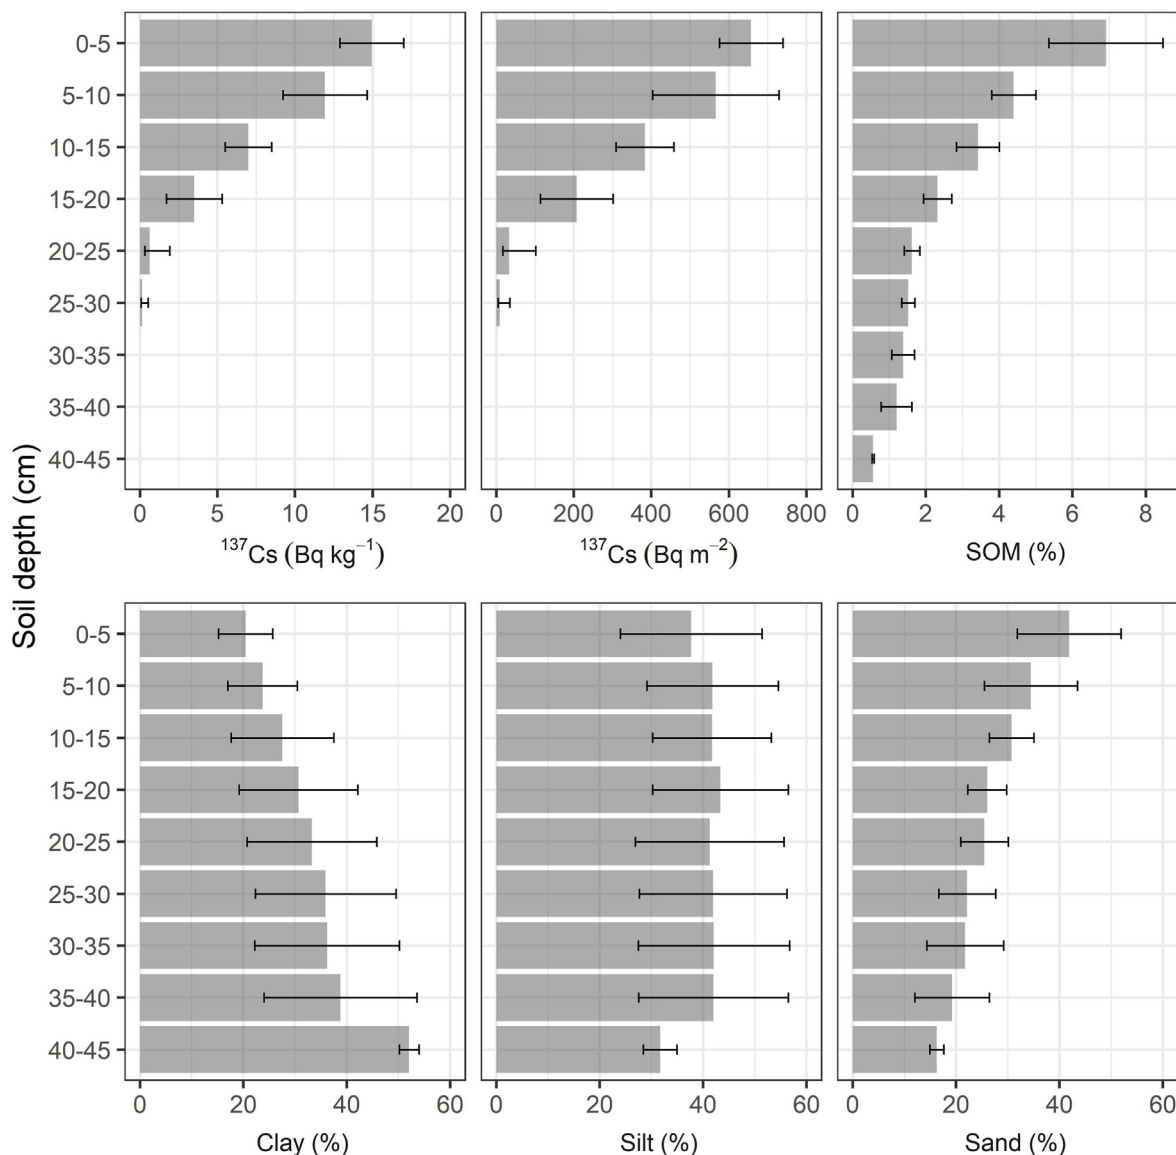 0-5
5-10
10-15
15-20
20-25
25-30
30-35
35-40
40-45
0 5 10 15 20
¹³⁷Cs (Bq kg⁻¹)
0 200 400 600 800
¹³⁷Cs (Bq m⁻²)
0 2 4 6 8
SOM (%)
Soil depth (cm)
0-5
5-10
10-15
15-20
20-25
25-30
30-35
35-40
40-45
0 20 40 60
Clay (%)
0 20 40 60
Silt (%)
0 20 40 60
Sand (%)